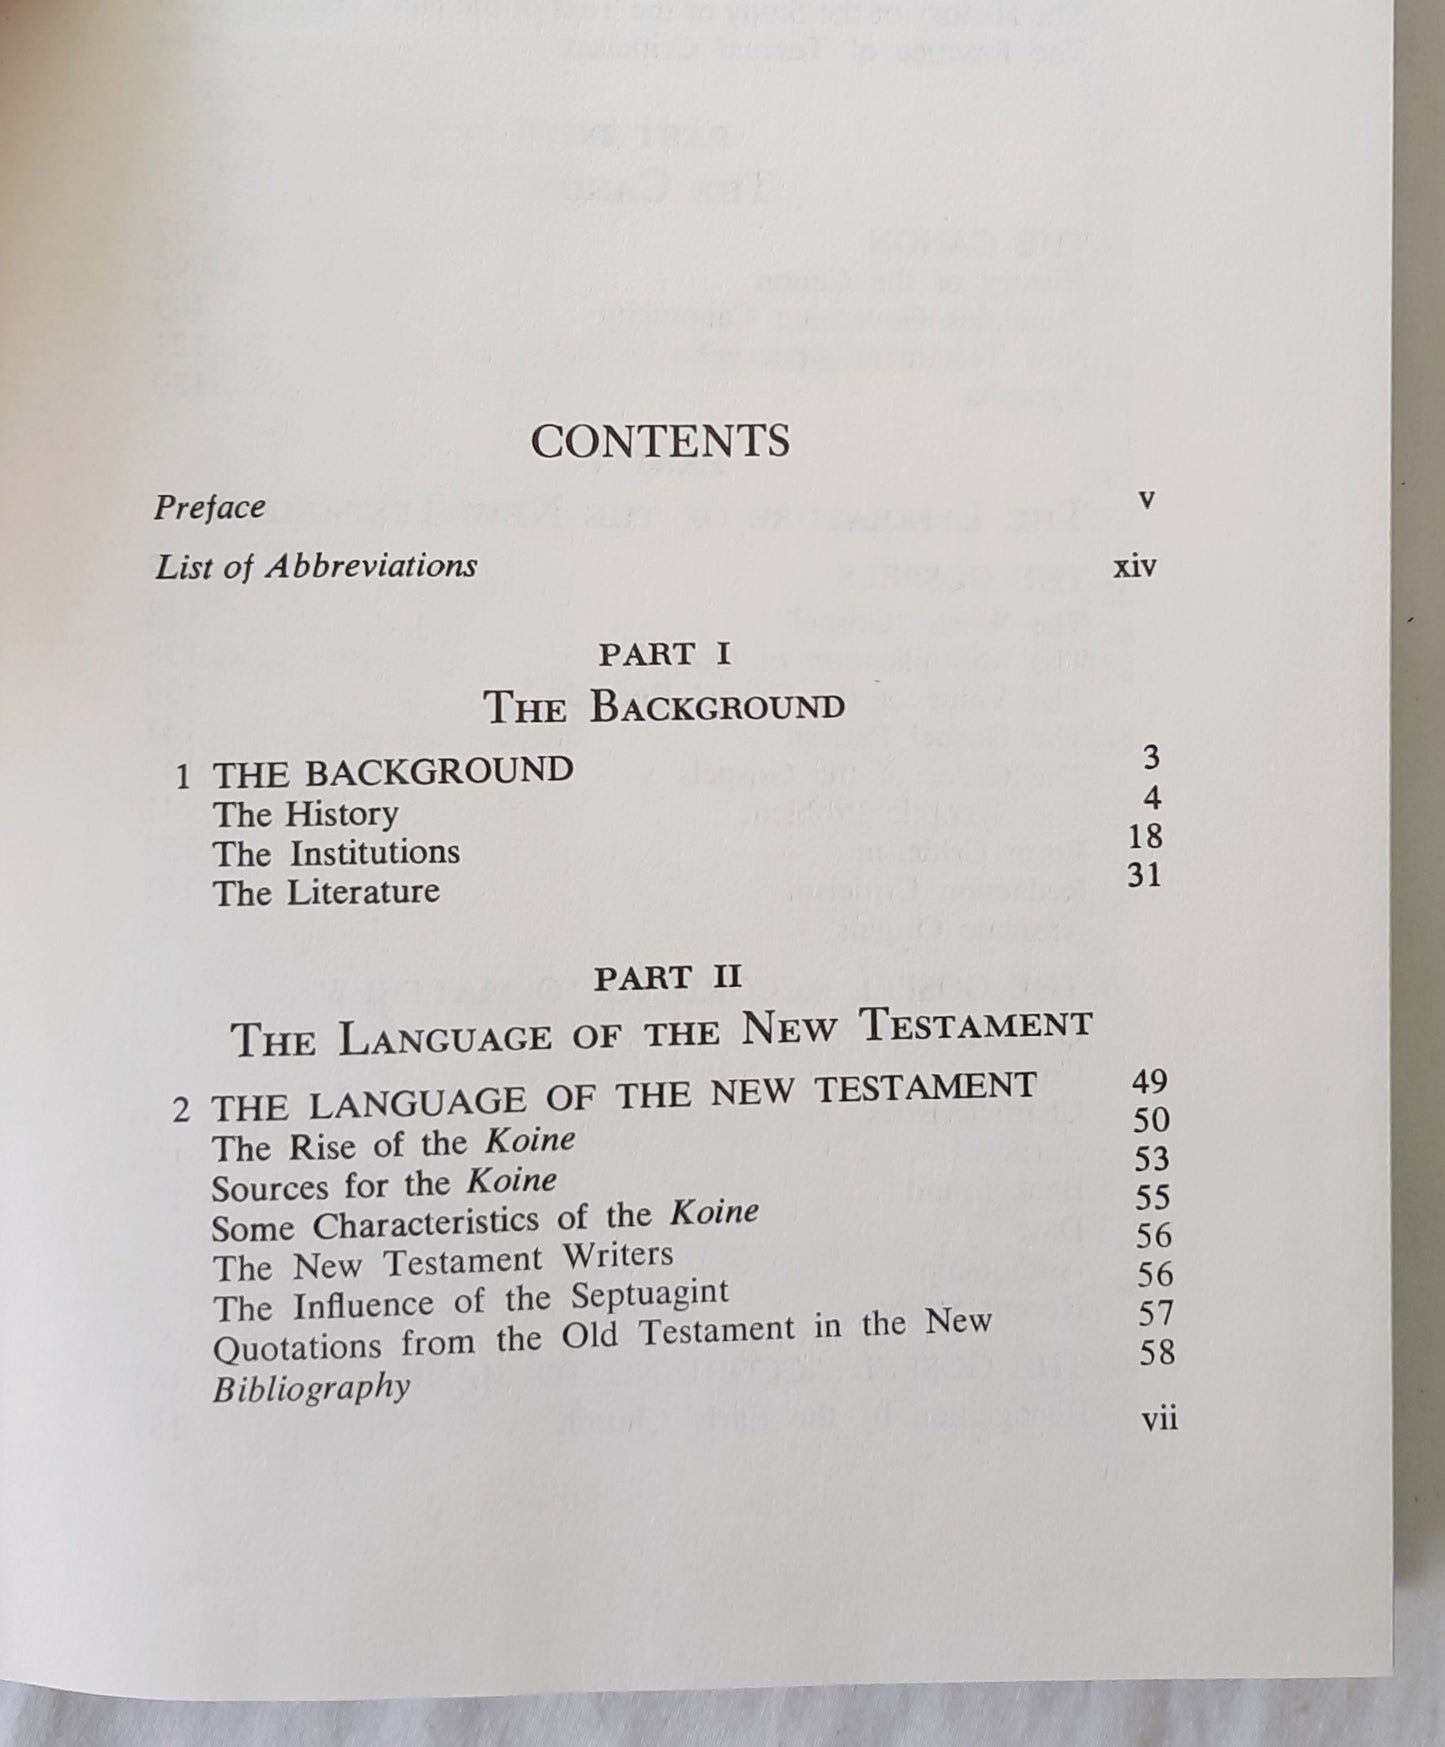 CONTENTS
Preface v
List of Abbreviations xiv
PART I
THE BACKGROUND
1 THE BACKGROUND 3
The History 4
The Institutions 18
The Literature 31
PART II
THE LANGUAGE OF THE NEW TESTAMENT
2 THE LANGUAGE OF THE NEW TESTAMENT 49
The Rise of the Koine 50
Sources for the Koine 53
Some Characteristics of the Koine 55
The New Testament Writers 56
The Influence of the Septuagint 56
Quotations from the Old Testament in the New 57
Bibliography 58
vii